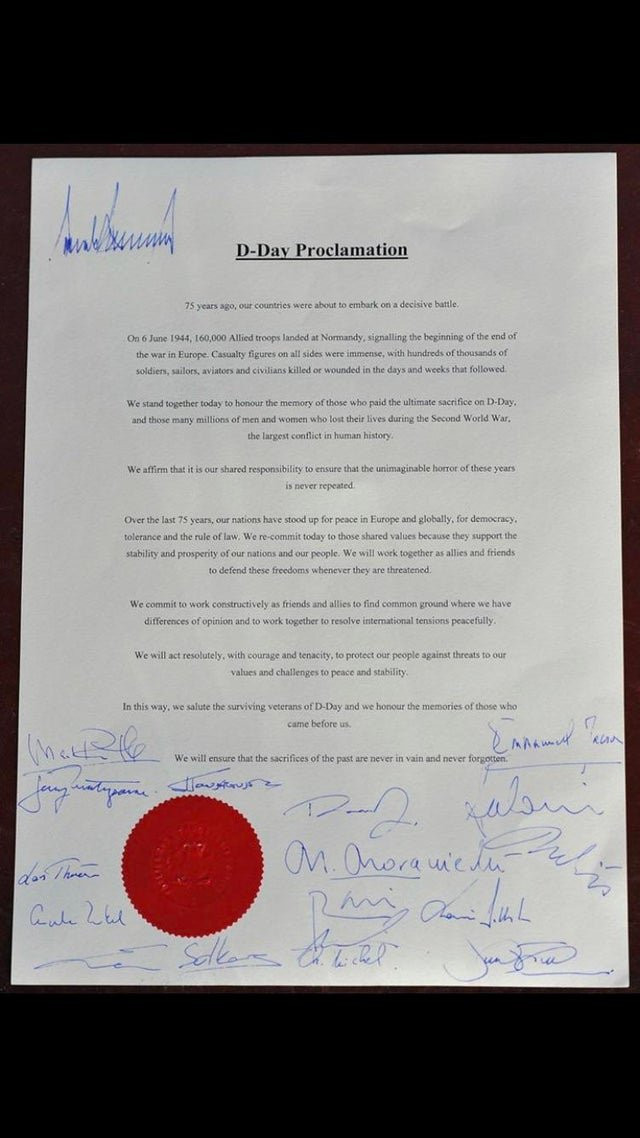 D-Day Proclamation
75 years ago, our countries were about to embark on a decisive battle.
On 6 June 1944, 160,000 Allied troops landed at Normandy, signalling the beginning of the end of
the war in Europe. Casualty figures on all sides were immense, with hundreds of thousands of
soldiers, sailors, aviators and civilians killed or wounded in the days and weeks that followed.
We stand together today to honour the memory of those who paid the ultimate sacrifice on D-Day,
and those many millions of men and women who lost their lives during the Second World War,
the largest conflict in human history.
We affirm that it is our shared responsibility to ensure that the unimaginable horror of these years
is never repeated.
Over the last 75 years, our nations have stood up for peace in Europe and globally, for democracy,
tolerance and the rule of law. We re-commit today to those shared values because they support the
stability and prosperity of our nations and our people. We will work together as allies and friends
to defend these freedoms whenever they are threatened.
We commit to work constructively as friends and allies to find common ground where we have
differences of opinion and to work together to resolve international tensions peacefully.
We will act resolutely, with courage and tenacity, to protect our people against threats to our
values and challenges to peace and stability.
In this way, we salute the surviving veterans of D-Day and we honour the memories of those who
came before us.
Emmanuel Macron
We will ensure that the sacrifices of the past are never in vain and never forgotten.
M. Morawiecki
Ch. Michel